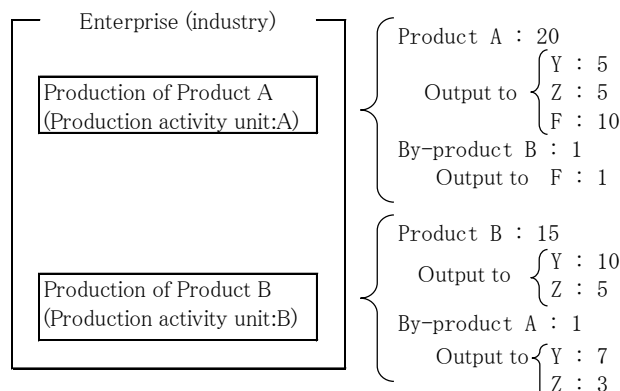 Enterprise (industry)
Production of Product A
(Production activity unit:A)
Production of Product B
(Production activity unit:B)
Product A : 20
Output to
Y : 5
Z : 5
F : 10
By-product B : 1
Output to F : 1
Product B : 15
Output to
Y : 10
Z : 5
By-product A : 1
Output to
Y : 7
Z : 3